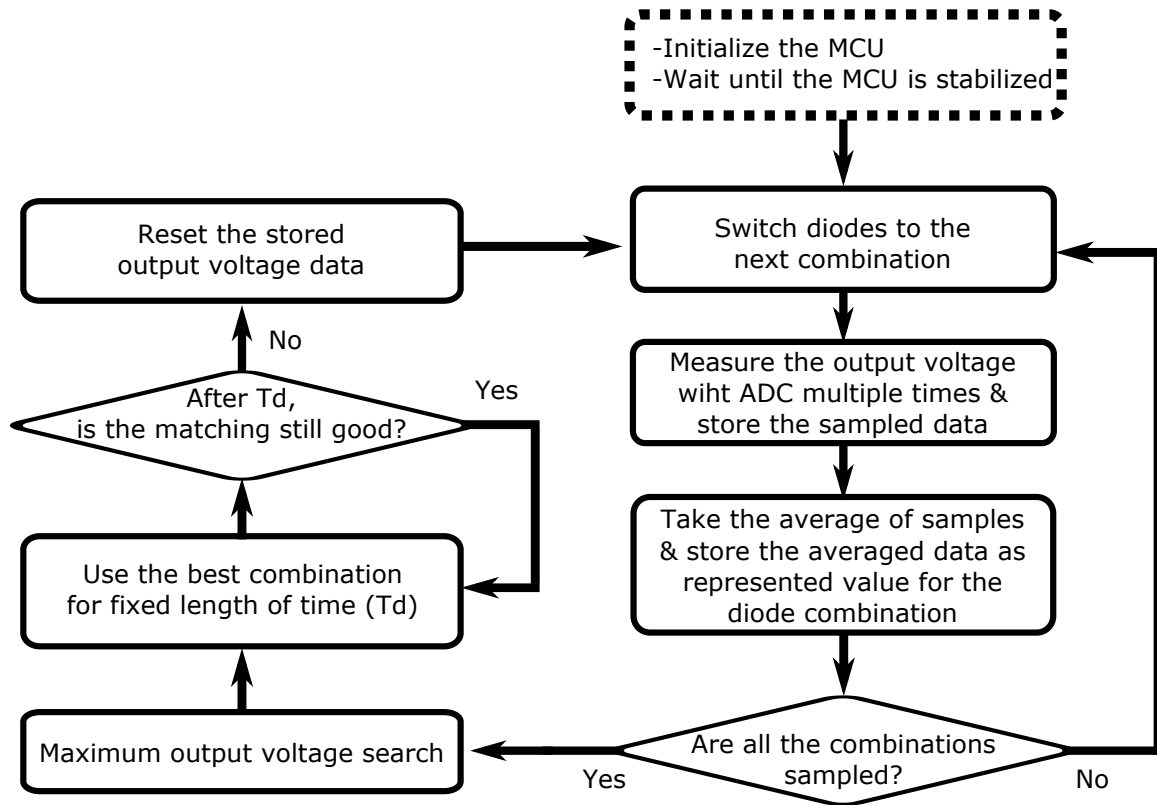 -Initialize the MCU
-Wait until the MCU is stabilized
Switch diodes to the
next combination
Measure the output voltage
wiht ADC multiple times &
store the sampled data
Take the average of samples
& store the averaged data as
represented value for the
diode combination
Are all the combinations
sampled?
Yes
No
Maximum output voltage search
Use the best combination
for fixed length of time (Td)
After Td,
is the matching still good?
Yes
No
Reset the stored
output voltage data